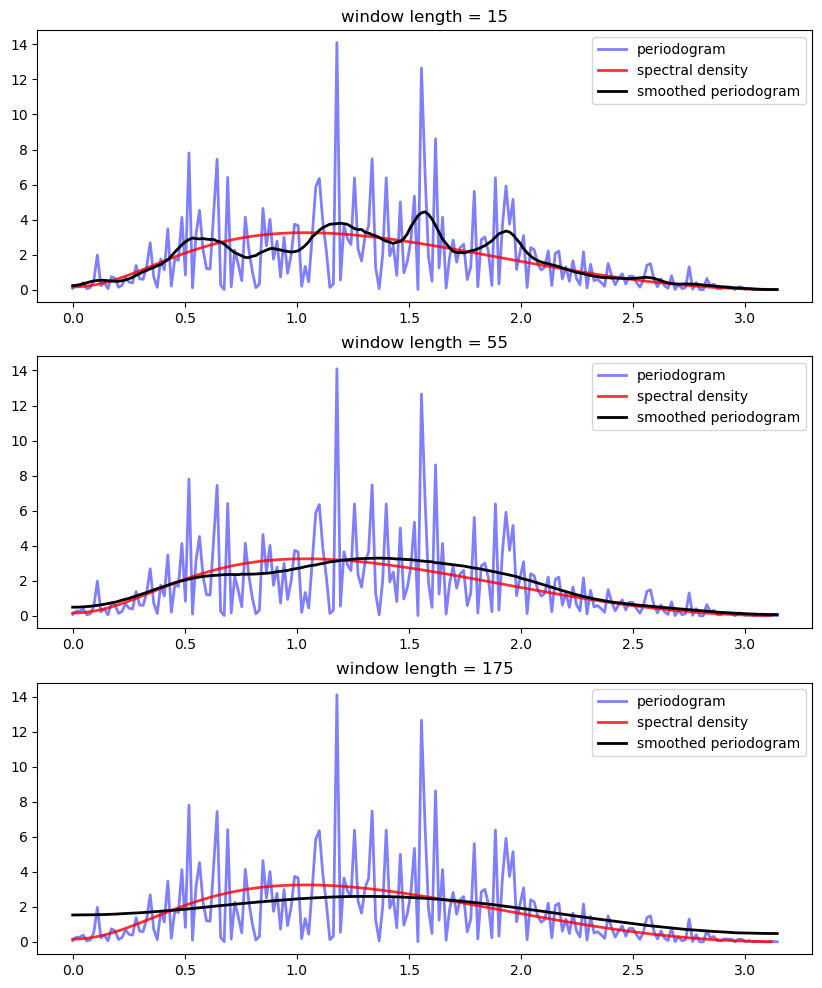 window length = 15
periodogram
spectral density
smoothed periodogram
14
12
10
8
6
4
2
0
0.0 0.5 1.0 1.5 2.0 2.5 3.0
window length = 55
periodogram
spectral density
smoothed periodogram
14
12
10
8
6
4
2
0
0.0 0.5 1.0 1.5 2.0 2.5 3.0
window length = 175
periodogram
spectral density
smoothed periodogram
14
12
10
8
6
4
2
0
0.0 0.5 1.0 1.5 2.0 2.5 3.0